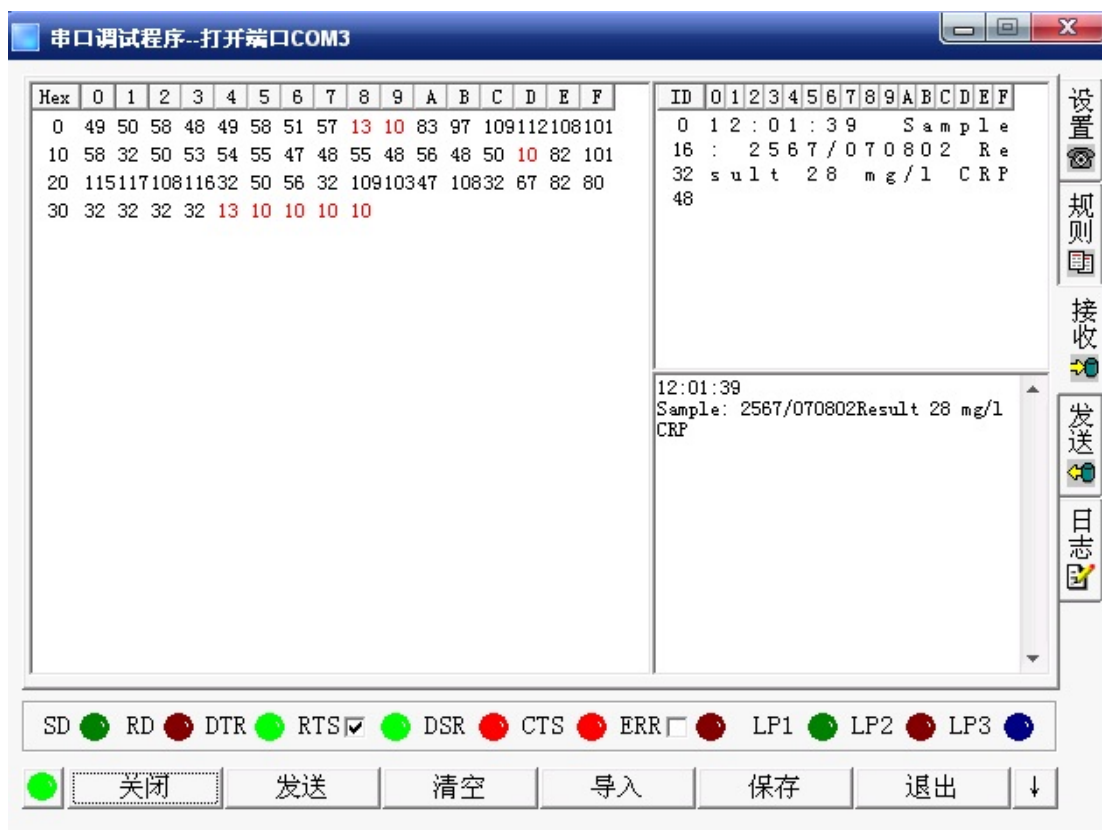 串口调试程序--打开端口COM3
Hex 0 1 2 3 4 5 6 7 8 9 A B C D E F
0 49 50 58 48 49 58 51 57 13 10 83 97 109112108101
10 58 32 50 53 54 55 47 48 55 48 56 48 50 10 82 101
20 11511710811632 50 56 32 10910347 10832 67 82 80
30 32 32 32 32 13 10 10 10 10
ID 0 1 2 3 4 5 6 7 8 9 A B C D E F
0 1 2 : 0 1 : 3 9 S a m p l e
16 : 2 5 6 7 / 0 7 0 8 0 2 R e
32 s u l t 2 8 m g / l C R P
48
12:01:39
Sample: 2567/070802Result 28 mg/l
CRP
设置
规则
接收
发送
日志
SD RD DTR RTS DSR CTS ERR LP1 LP2 LP3
关闭 发送 清空 导入 保存 退出 ↓